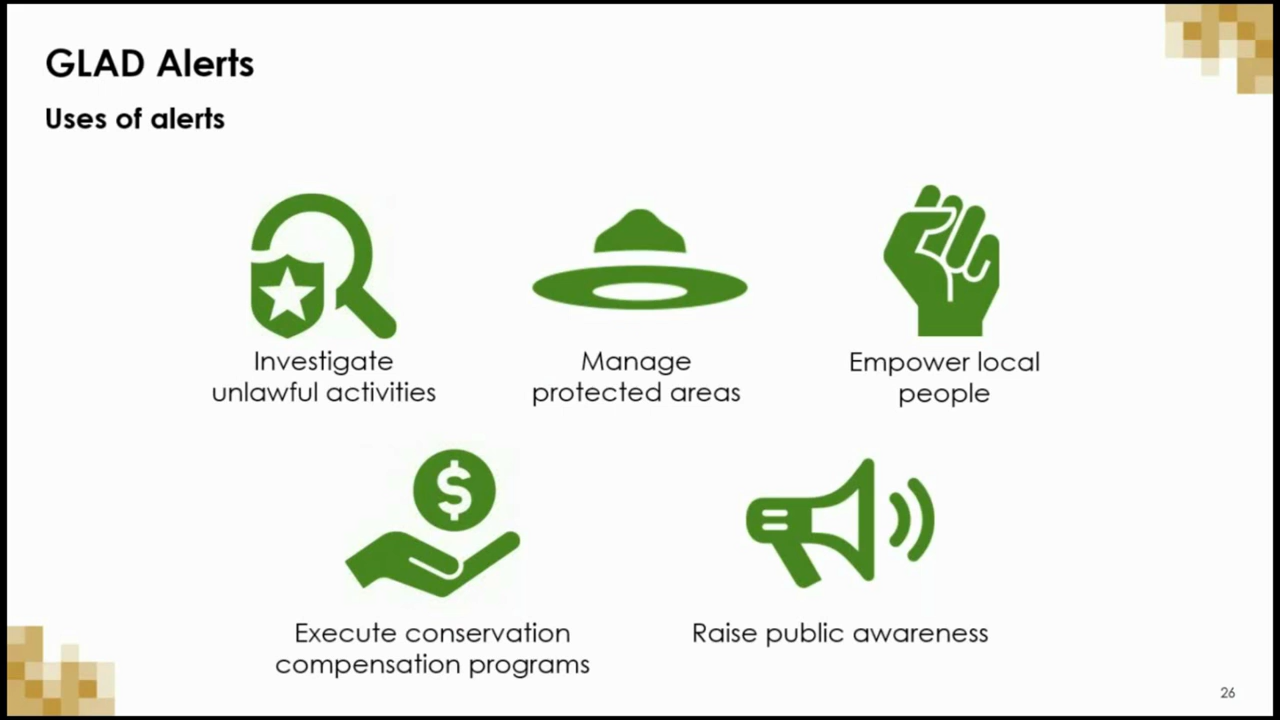 GLAD Alerts
Uses of alerts
Investigate
unlawful activities
Manage
protected areas
Empower local
people
$
Execute conservation
compensation programs
Raise public awareness
26